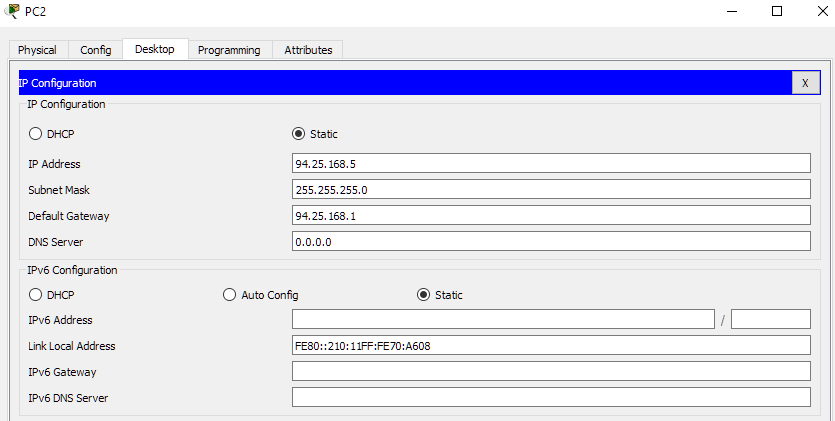 PC2
Physical Config Desktop Programming Attributes
IP Configuration X
IP Configuration
DHCP Static
IP Address 94.25.168.5
Subnet Mask 255.255.255.0
Default Gateway 94.25.168.1
DNS Server 0.0.0.0
IPv6 Configuration
DHCP Auto Config Static
IPv6 Address /
Link Local Address FE80::210:11FF:FE70:A608
IPv6 Gateway
IPv6 DNS Server